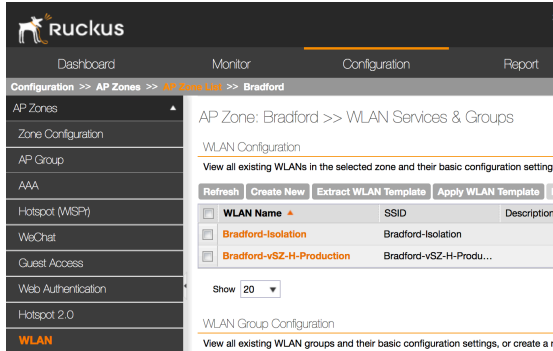 Ruckus
Dashboard Monitor Configuration Report
Configuration >> AP Zones >> AP Zone List >> Bradford
AP Zones
Zone Configuration
AP Group
AAA
Hotspot (WISPr)
WeChat
Guest Access
Web Authentication
Hotspot 2.0
WLAN
AP Zone: Bradford >> WLAN Services & Groups
WLAN Configuration
View all existing WLANs in the selected zone and their basic configuration setting
Refresh Create New Extract WLAN Template Apply WLAN Template
WLAN Name SSID Description
Bradford-Isolation Bradford-Isolation
Bradford-vSZ-H-Production Bradford-vSZ-H-Produ...
Show 20
WLAN Group Configuration
View all existing WLAN groups and their basic configuration settings, or create a